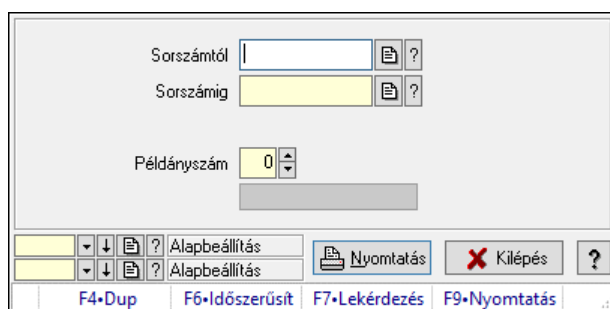 Sorszámtól ?
Sorszámig ?
Példányszám 0
? Alapbeállítás
? Alapbeállítás
Nyomtatás Kilépés ?
F4•Dup F6•Időszerűsít F7•Lekérdezés F9•Nyomtatás